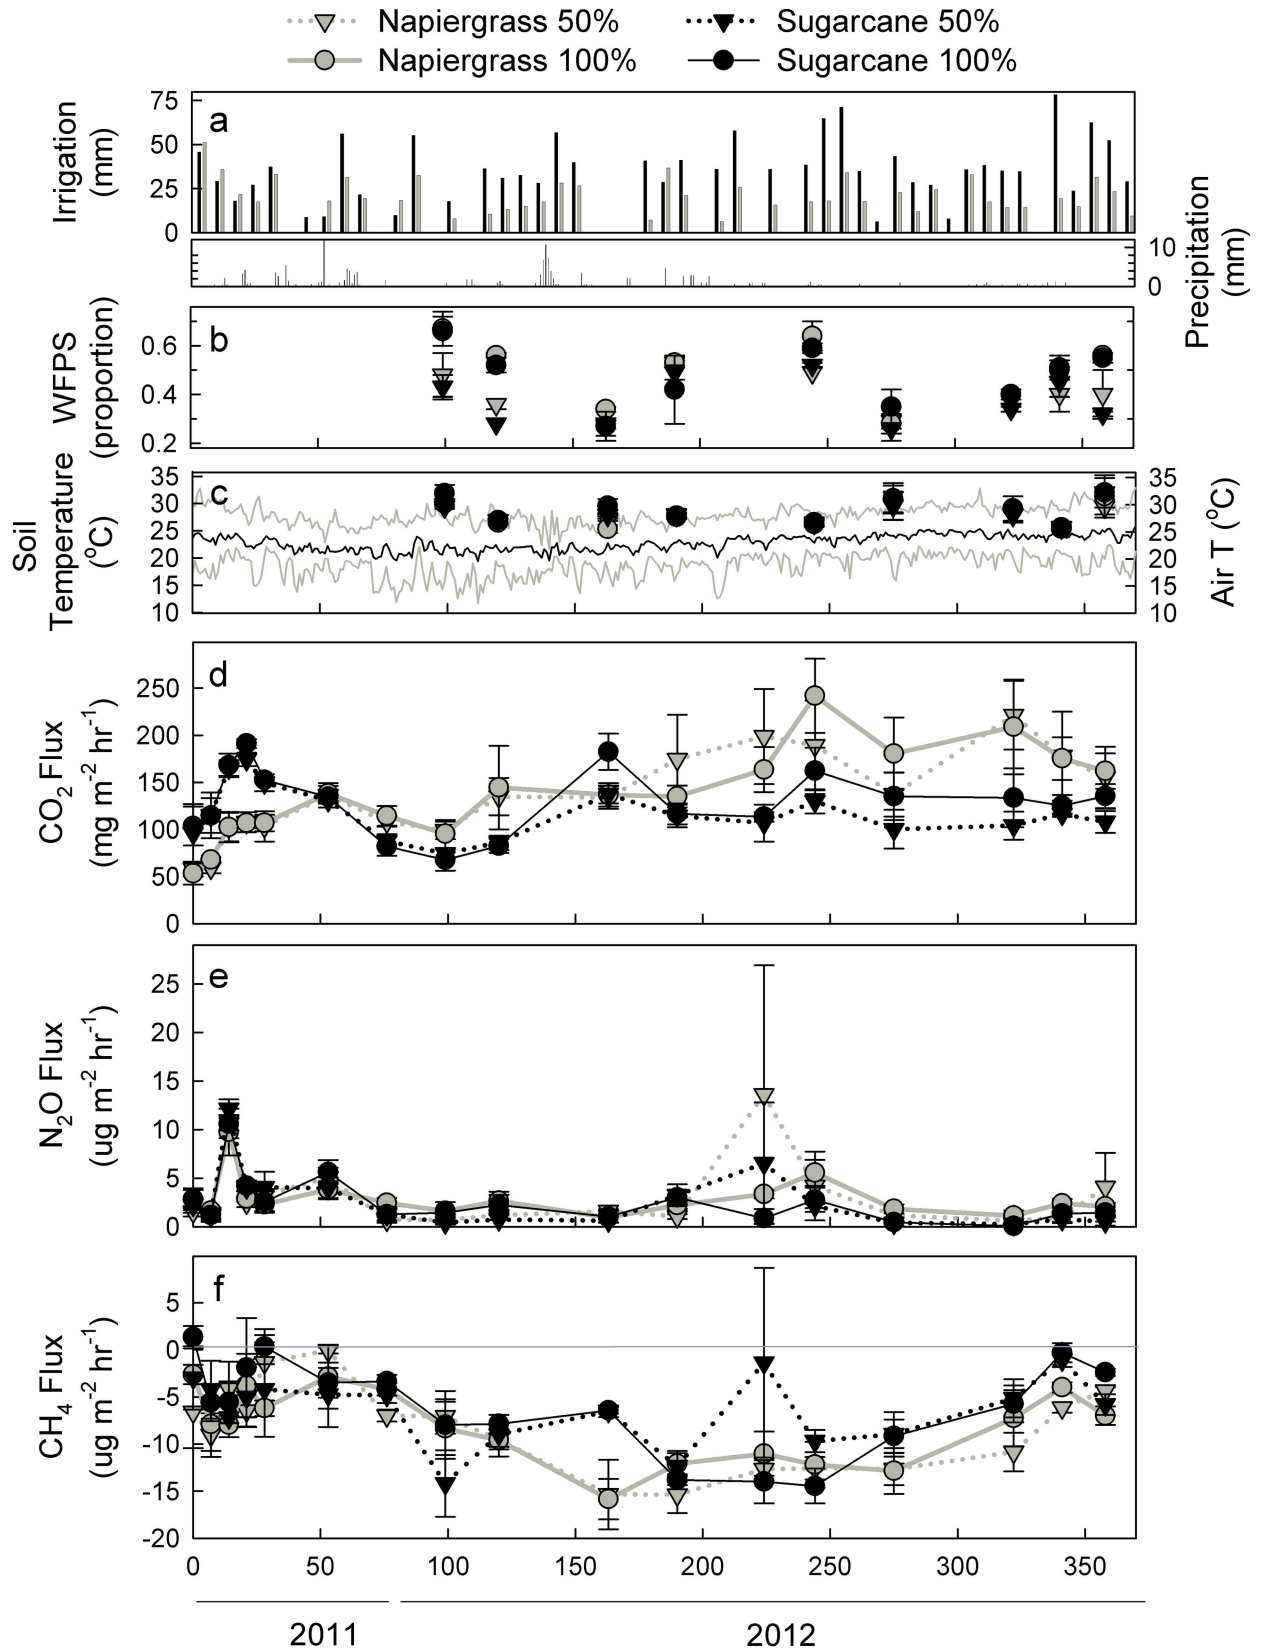 Napiergrass 50% Sugarcane 50%
Napiergrass 100% Sugarcane 100%
a
Irrigation
(mm)
75
50
25
0
Precipitation
(mm)
10
0
b
WFPS
(proportion)
0.6
0.4
0.2
c
Soil
Temperature
(°C)
35
30
25
20
15
10
Air T (°C)
35
30
25
20
15
10
d
CO2 Flux
(mg m-2 hr-1)
250
200
150
100
50
0
e
N2O Flux
(ug m-2 hr-1)
25
20
15
10
5
0
f
CH4 Flux
(ug m-2 hr-1)
5
0
-5
-10
-15
-20
0 50 100 150 200 250 300 350
2011 2012